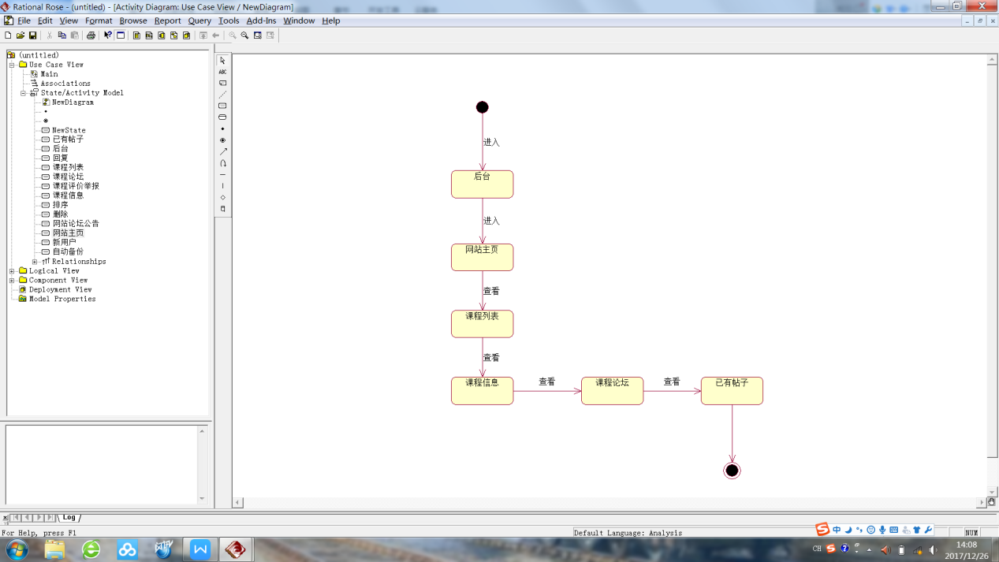 Rational Rose - (untitled) - [Activity Diagram: Use Case View / NewDiagram]
File Edit View Format Browse Report Query Tools Add-Ins Window Help
(untitled)
Use Case View
Main
Associations
State/Activity Model
NewDiagram
NewState
已有帖子
后台
回复
课程列表
课程论坛
课程评价举报
课程信息
排序
删除
网站论坛公告
网站主页
新用户
自动备份
Relationships
Logical View
Component View
Deployment View
Model Properties
ABC
进入
后台
进入
网站主页
查看
课程列表
查看
课程信息
查看
课程论坛
查看
已有帖子
Log
For Help, press F1
Default Language: Analysis
NUM
中
CH
14:08
2017/12/26